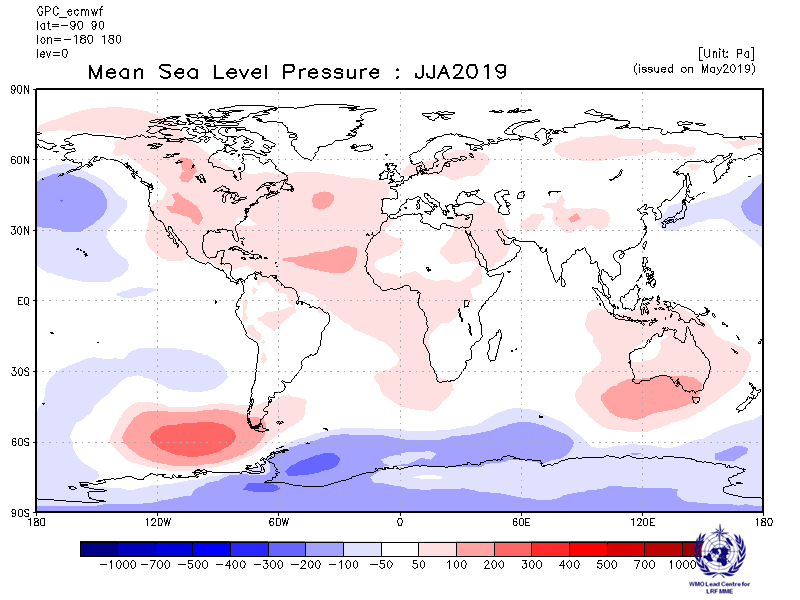 GPC_ecmwf
lat=-90 90
lon=-180 180
lev=0
[Unit: Pa]
Mean Sea Level Pressure : JJA2019
(issued on May2019)
90N
60N
30N
EQ
30S
60S
90S
180 120W 60W 0 60E 120E 180
-1000 -700 -500 -400 -300 -200 -100 -50 50 100 200 300 400 500 700 1000
WMO Lead Centre for
LRF MME